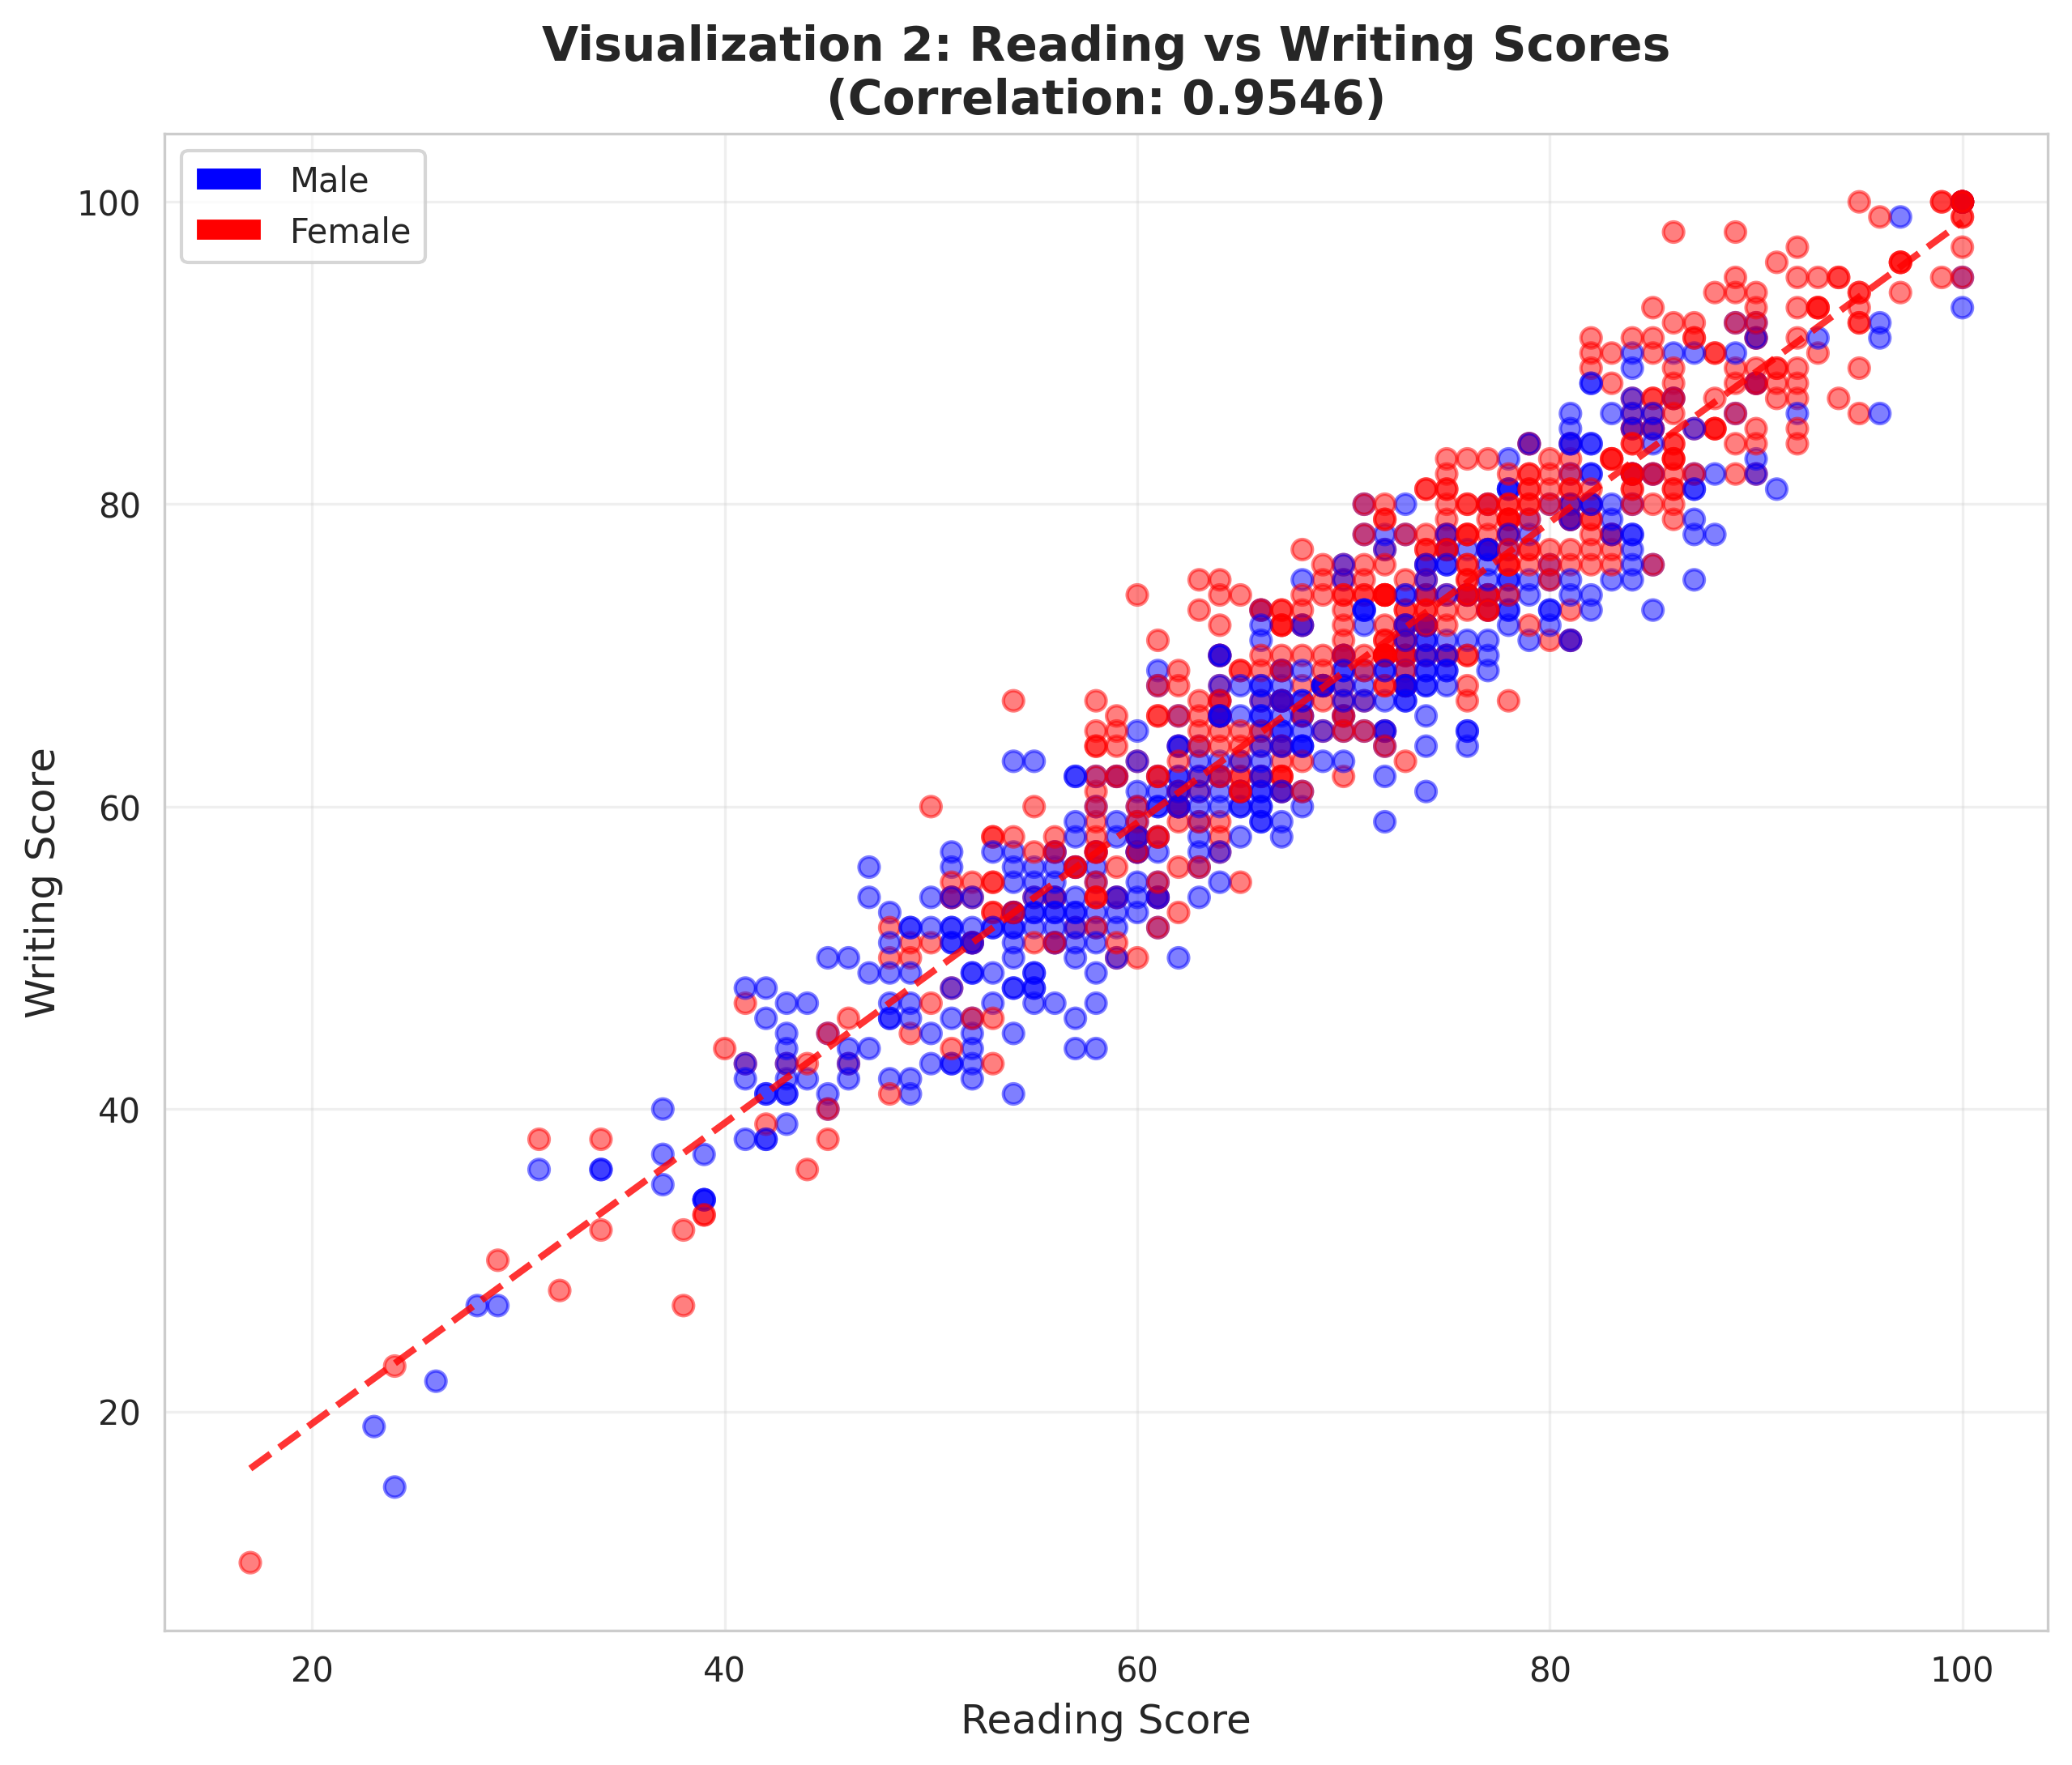 Visualization 2: Reading vs Writing Scores
(Correlation: 0.9546)
Male
Female
100
80
60
40
20
Writing Score
20 40 60 80 100
Reading Score